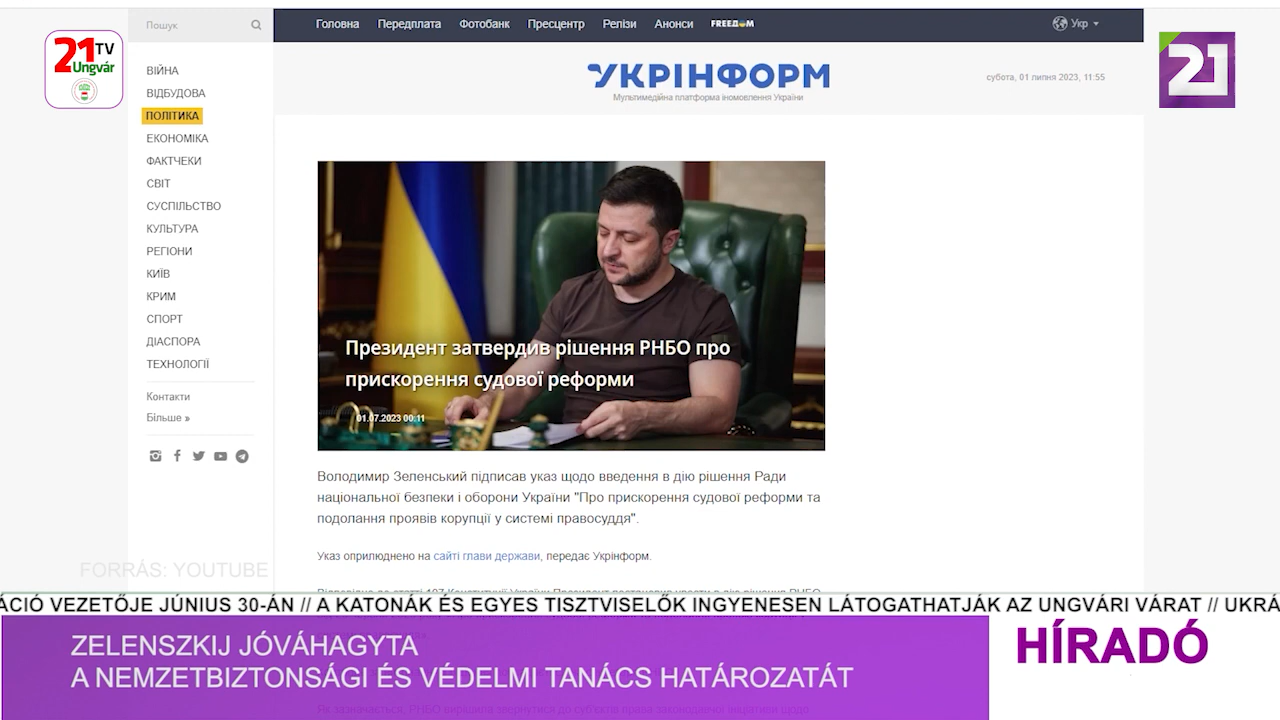 Пошук
Головна Передплата Фотобанк Пресцентр Релізи Анонси FREEДОМ
Укр
21 TV
Ungvár
21
ВІЙНА
ВІДБУДОВА
ПОЛІТИКА
ЕКОНОМІКА
ФАКТЧЕКИ
СВІТ
СУСПІЛЬСТВО
КУЛЬТУРА
РЕГІОНИ
КИЇВ
КРИМ
СПОРТ
ДІАСПОРА
ТЕХНОЛОГІЇ
Контакти
Більше »
УКРІНФОРМ
Мультимедійна платформа іномовлення України
субота, 01 липня 2023, 11:55
Президент затвердив рішення РНБО про
прискорення судової реформи
01.07.2023 00:11
Володимир Зеленський підписав указ щодо введення в дію рішення Ради
національної безпеки і оборони України "Про прискорення судової реформи та
подолання проявів корупції у системі правосуддя".
Указ оприлюднено на сайті глави держави, передає Укрінформ.
FORRÁS: YOUTUBE
ÁCIÓ VEZETŐJE JÚNIUS 30-ÁN // A KATONÁK ÉS EGYES TISZTVISELŐK INGYENESEN LÁTOGATHATJÁK AZ UNGVÁRI VÁRAT // UKRÁ
ZELENSZKIJ JÓVÁHAGYTA
A NEMZETBIZTONSÁGI ÉS VÉDELMI TANÁCS HATÁROZATÁT
HÍRADÓ